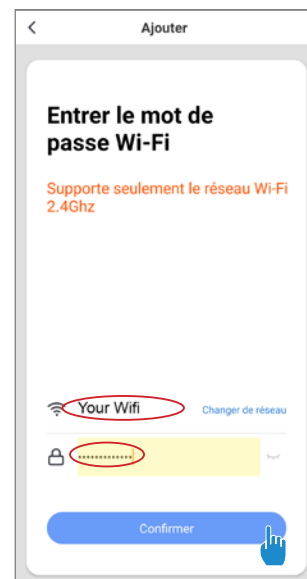 Ajouter
Entrer le mot de
passe Wi-Fi
Supporte seulement le réseau Wi-Fi
2.4Ghz
Your Wifi
Changer de réseau
.............
Confirmer